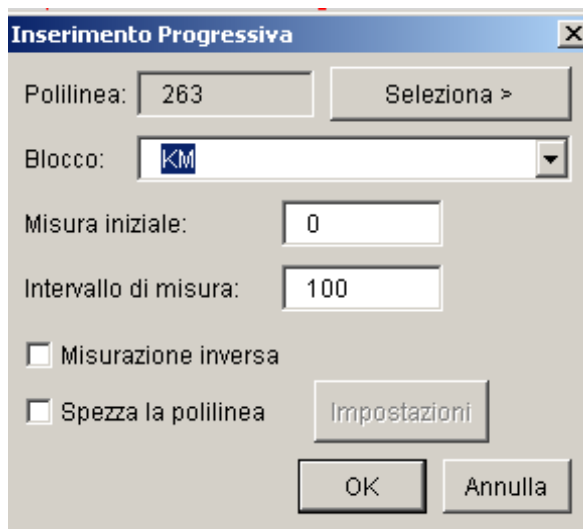 Inserimento Progressiva
Polilinea: 263 Seleziona >
Blocco: KM
Misura iniziale: 0
Intervallo di misura: 100
Misurazione inversa
Spezza la polilinea Impostazioni
OK Annulla